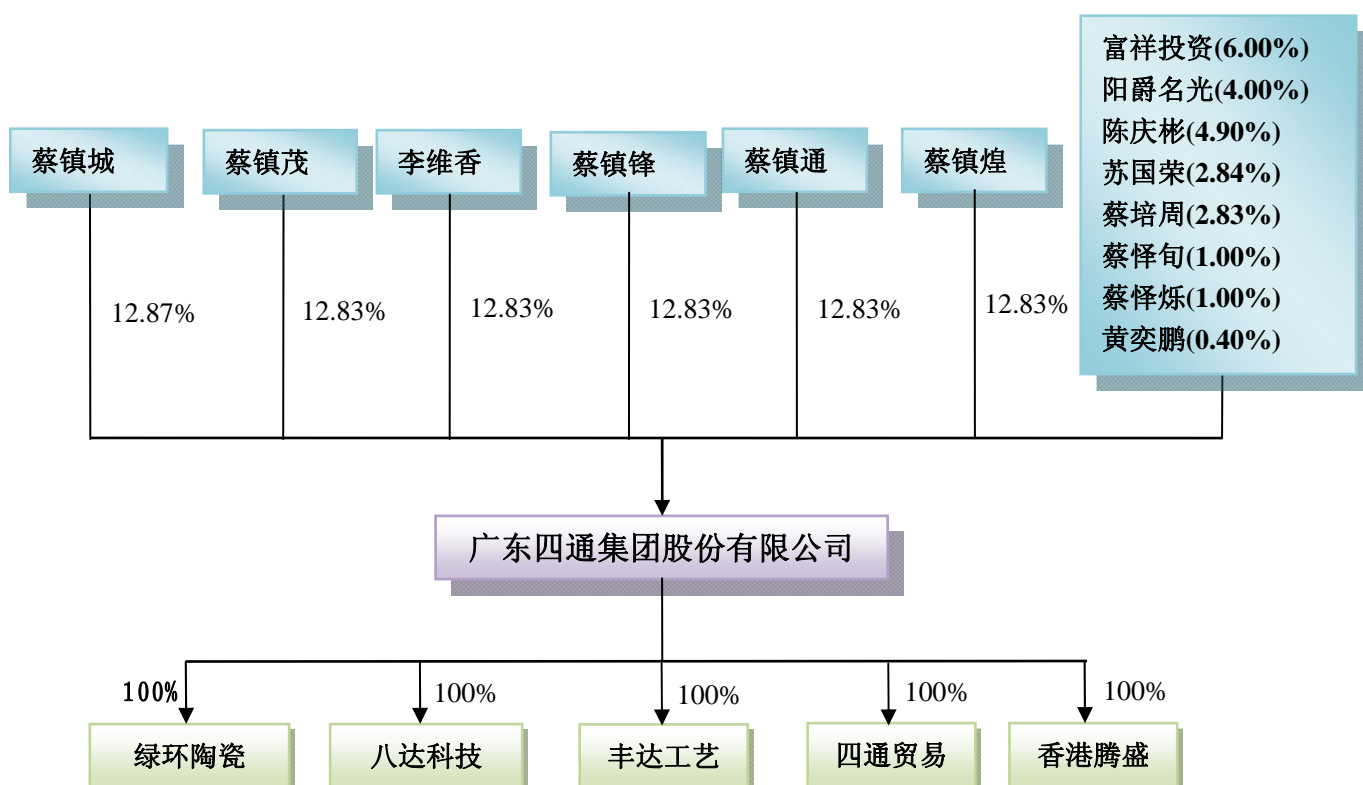 富祥投资(6.00%)
阳爵名光(4.00%)
陈庆彬(4.90%)
苏国荣(2.84%)
蔡培周(2.83%)
蔡怿旬(1.00%)
蔡怿烁(1.00%)
黄奕鹏(0.40%)
蔡镇城
蔡镇茂
李维香
蔡镇锋
蔡镇通
蔡镇煌
12.87%
12.83%
12.83%
12.83%
12.83%
12.83%
广东四通集团股份有限公司
100%
100%
100%
100%
100%
绿环陶瓷
八达科技
丰达工艺
四通贸易
香港腾盛